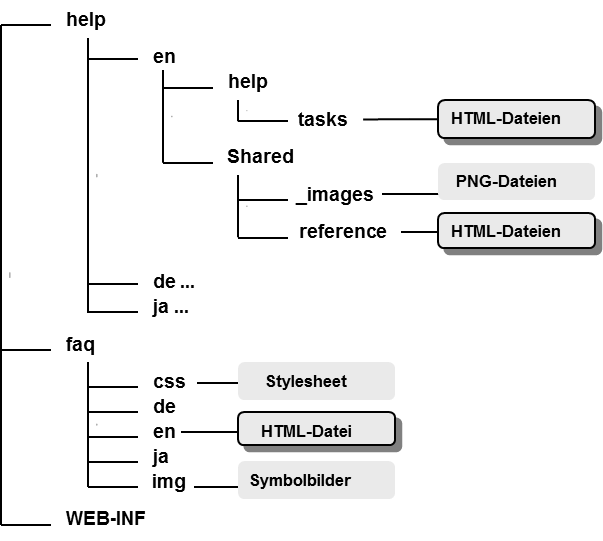 help
en
help
tasks HTML-Dateien
Shared
_images PNG-Dateien
reference HTML-Dateien
de ...
ja ...
faq
css Stylesheet
de
en HTML-Datei
ja
img Symbolbilder
WEB-INF